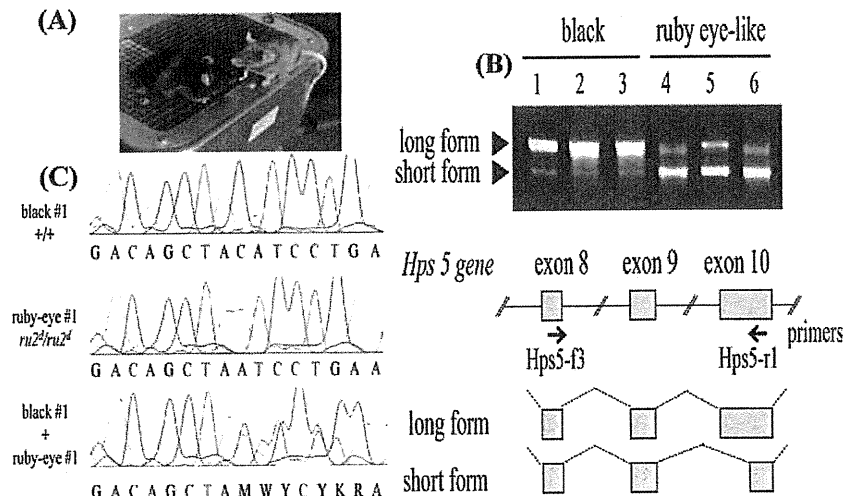 (A)
(B)
black ruby eye-like
1 2 3 4 5 6
long form
short form
(C)
black #1
+/+
G A C A G C T A C A T C C T G A
ruby-eye #1
ru2ᵈ/ru2ᵈ
G A C A G C T A A T C C T G A A
black #1
+
ruby-eye #1
G A C A G C T A M W Y C Y K R A
Hps 5 gene exon 8 exon 9 exon 10
primers
Hps5-f3 Hps5-r1
long form
short form